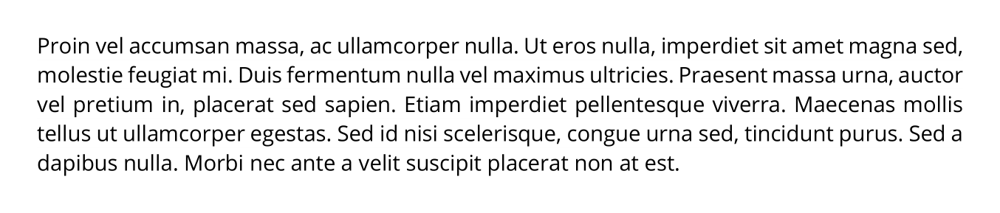 Proin vel accumsan massa, ac ullamcorper nulla. Ut eros nulla, imperdiet sit amet magna sed,
molestie feugiat mi. Duis fermentum nulla vel maximus ultricies. Praesent massa urna, auctor
vel pretium in, placerat sed sapien. Etiam imperdiet pellentesque viverra. Maecenas mollis
tellus ut ullamcorper egestas. Sed id nisi scelerisque, congue urna sed, tincidunt purus. Sed a
dapibus nulla. Morbi nec ante a velit suscipit placerat non at est.